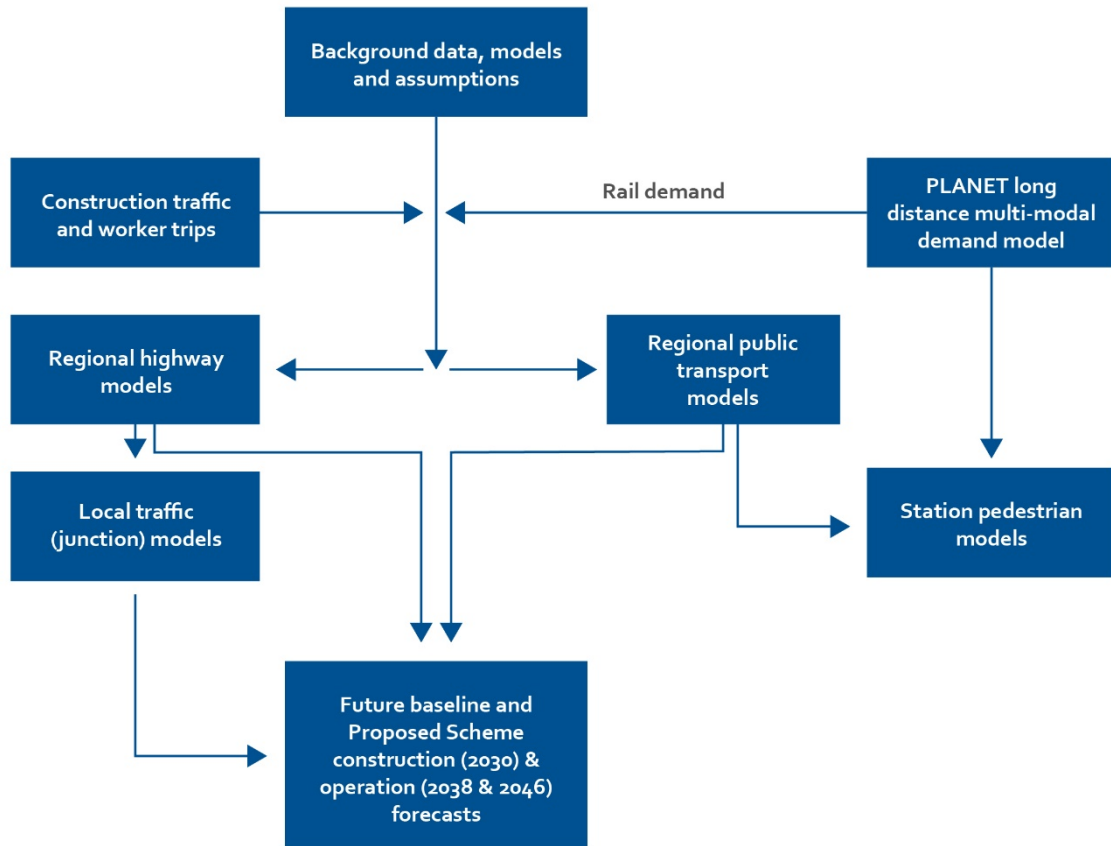 Background data, models
and assumptions
Construction traffic
and worker trips
Rail demand
PLANET long
distance multi-modal
demand model
Regional highway
models
Regional public
transport
models
Local traffic
(junction) models
Station pedestrian
models
Future baseline and
Proposed Scheme
construction (2030) &
operation (2038 & 2046)
forecasts